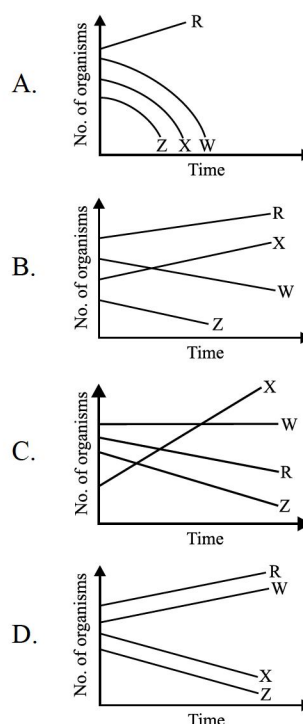 A.
No. of organisms
R
Z X W
Time
B.
No. of organisms
R
X
W
Z
Time
C.
No. of organisms
X
W
R
Z
Time
D.
No. of organisms
R
W
X
Z
Time